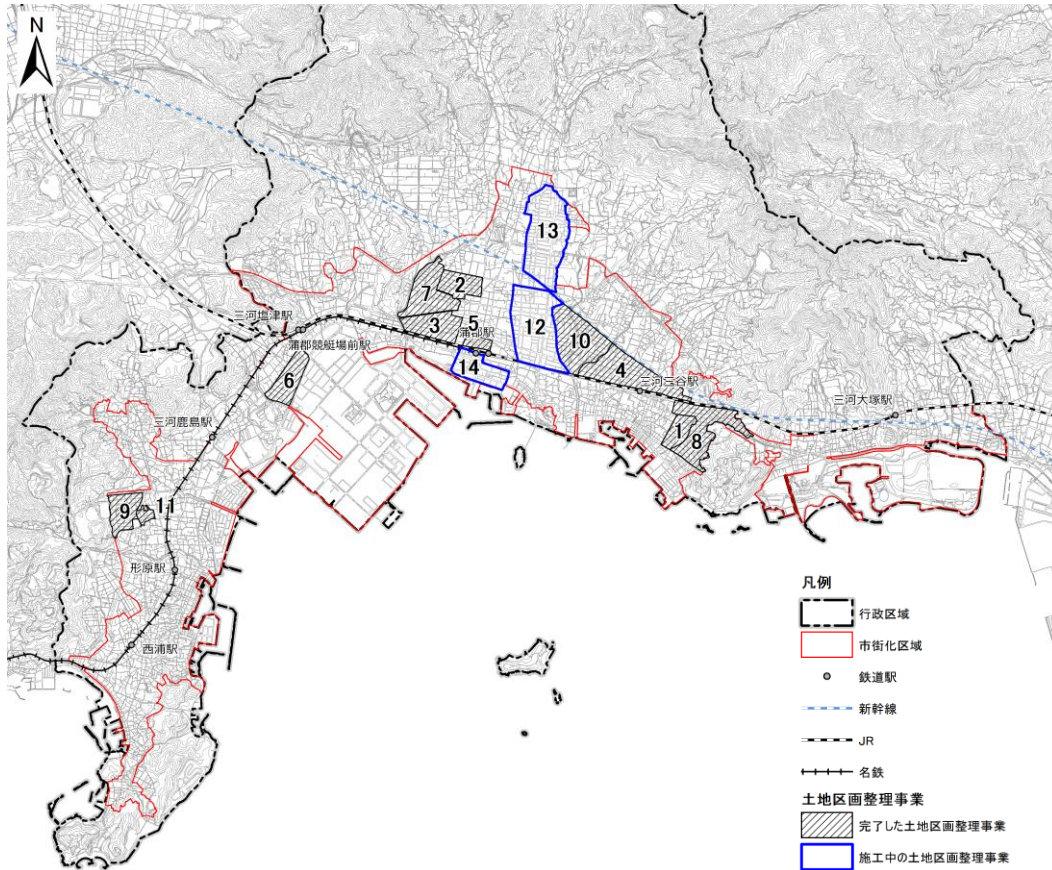 N
13
7
2
三河塩津駅
3
5
12
蒲郡駅
10
蒲郡競艇場前駅
14
4
三河三谷駅
6
三河大塚駅
三河鹿島駅
1
8
9
11
形原駅
西浦駅
凡例
行政区域
市街化区域
鉄道駅
新幹線
JR
名鉄
土地区画整理事業
完了した土地区画整理事業
施工中の土地区画整理事業